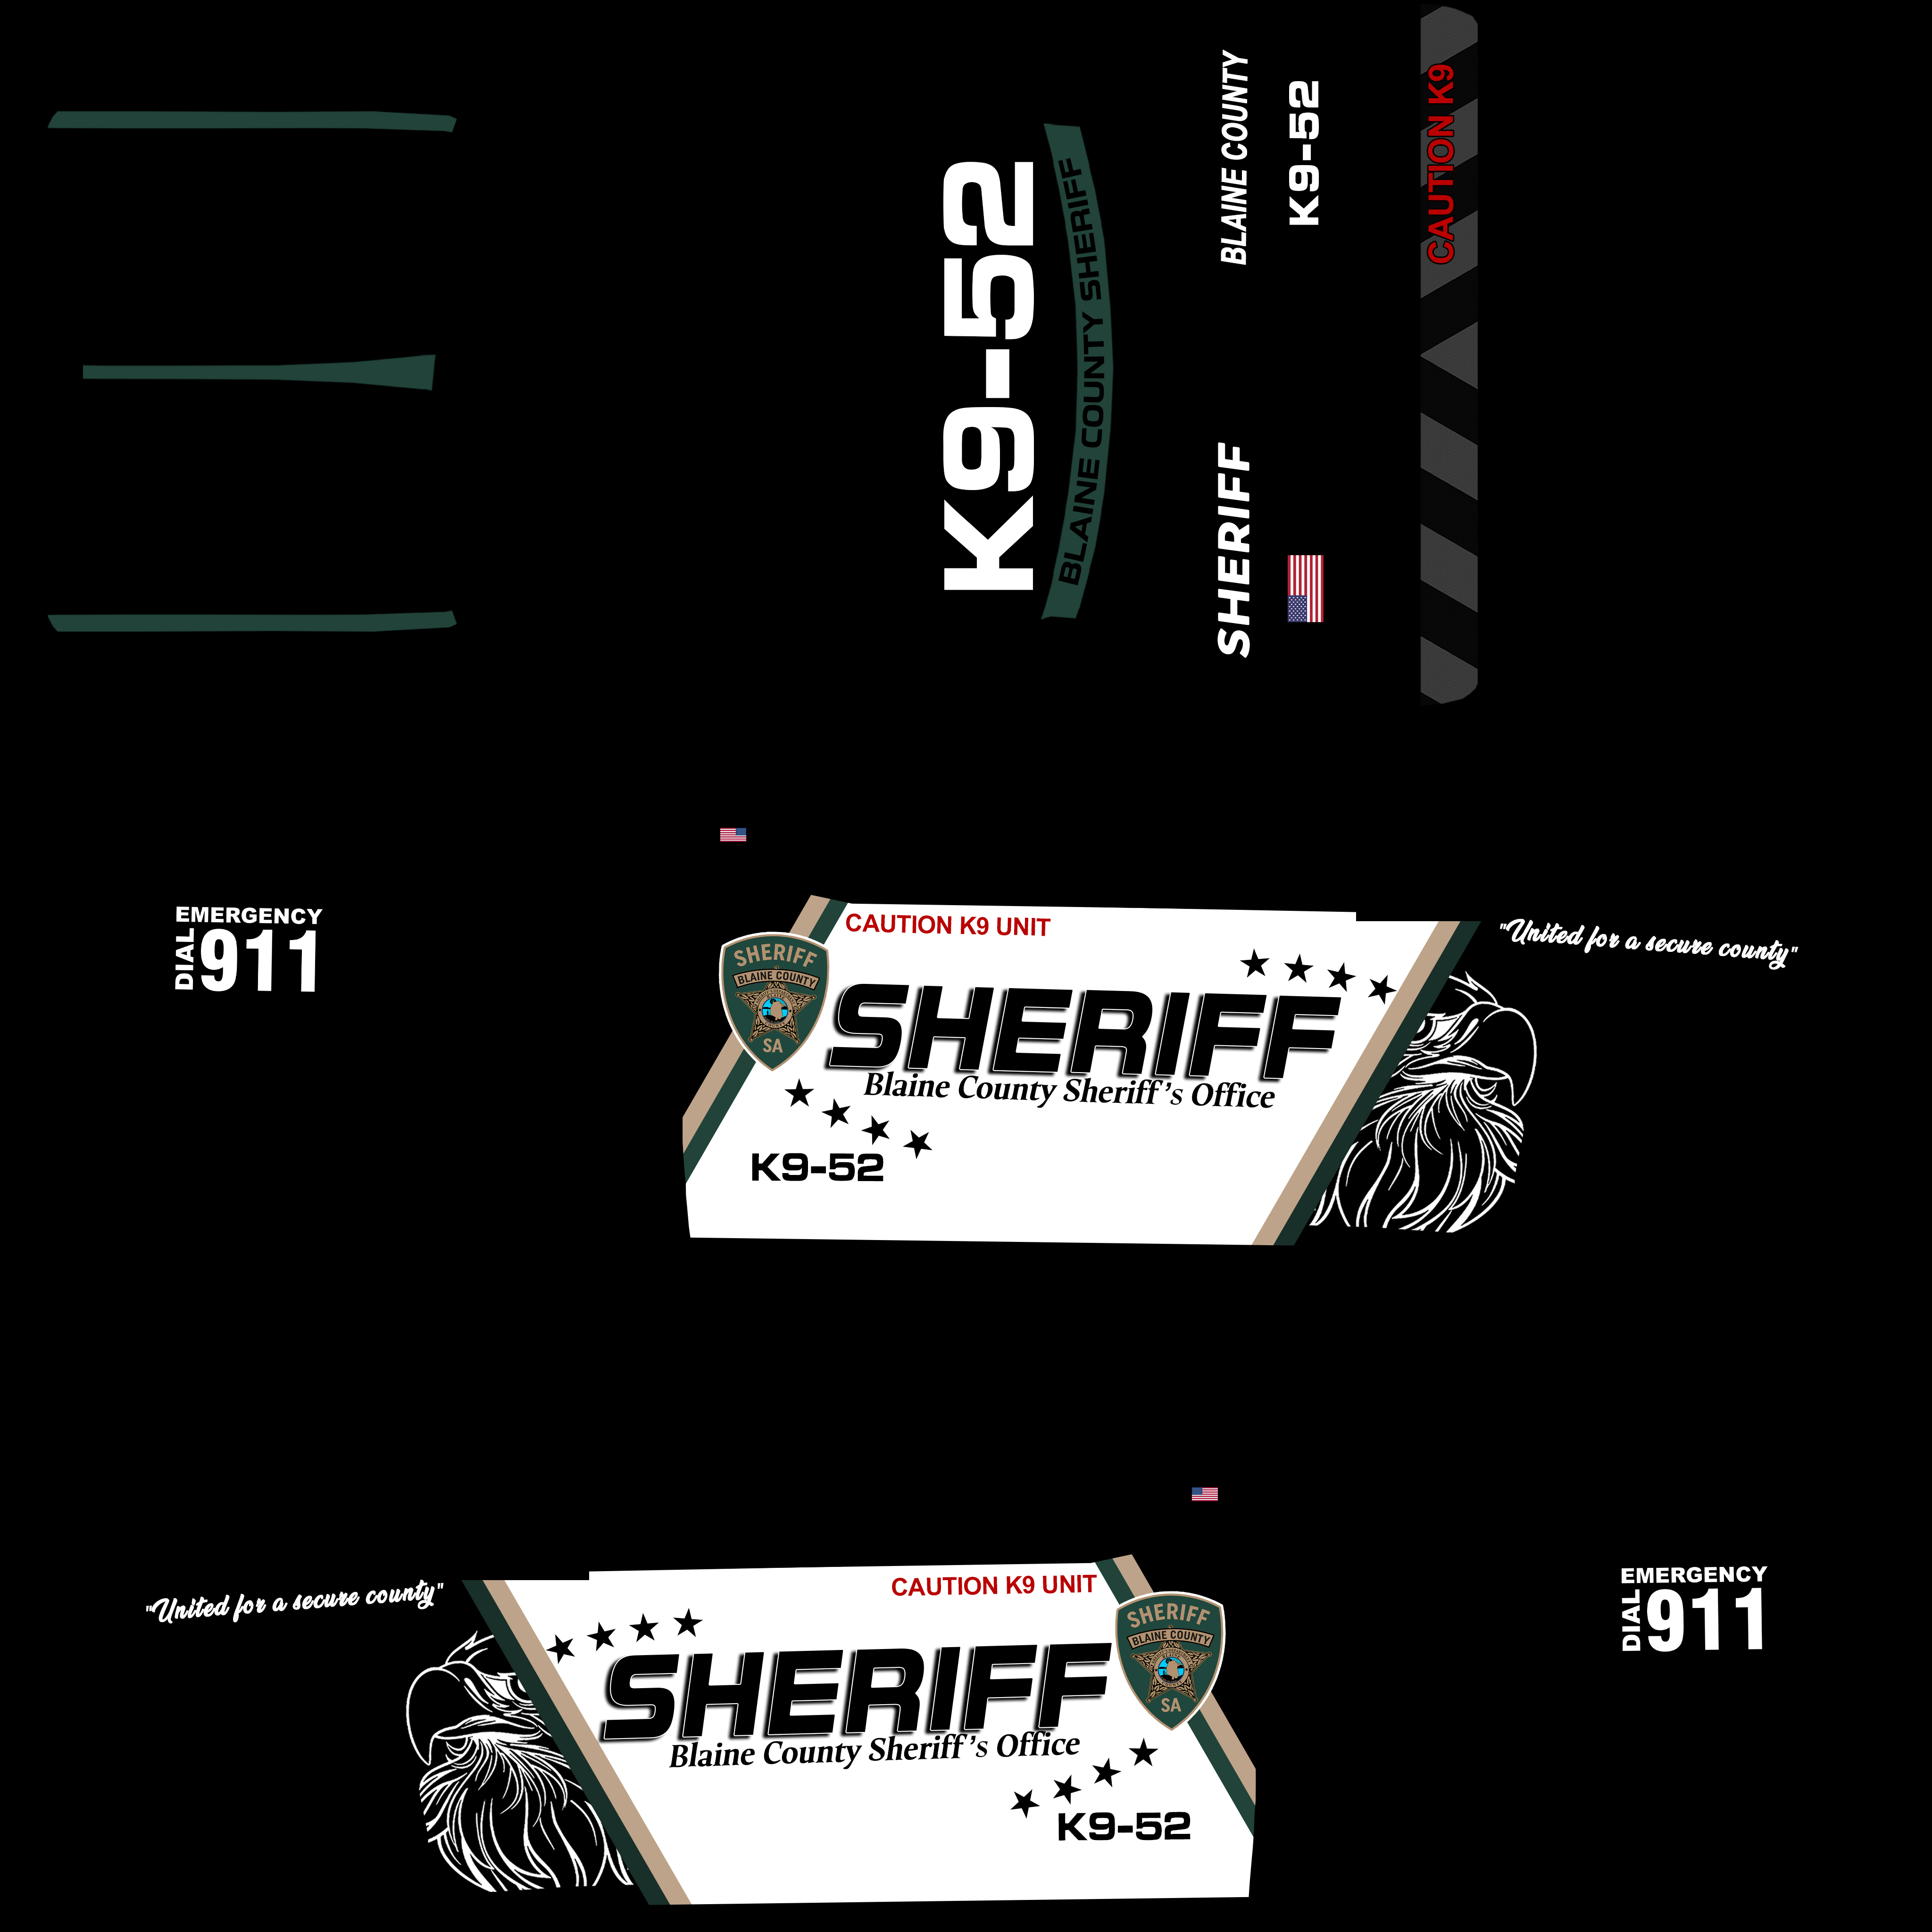 K9-52
BLAINE COUNTY SHERIFF
BLAINE COUNTY
K9-52
SHERIFF
CAUTION K9
EMERGENCY
DIAL
911
CAUTION K9 UNIT
SHERIFF
BLAINE COUNTY
SA
SHERIFF
Blaine County Sheriff's Office
K9-52
"United for a secure county"
"United for a secure county"
CAUTION K9 UNIT
SHERIFF
Blaine County Sheriff's Office
K9-52
SHERIFF
BLAINE COUNTY
SA
EMERGENCY
DIAL
911